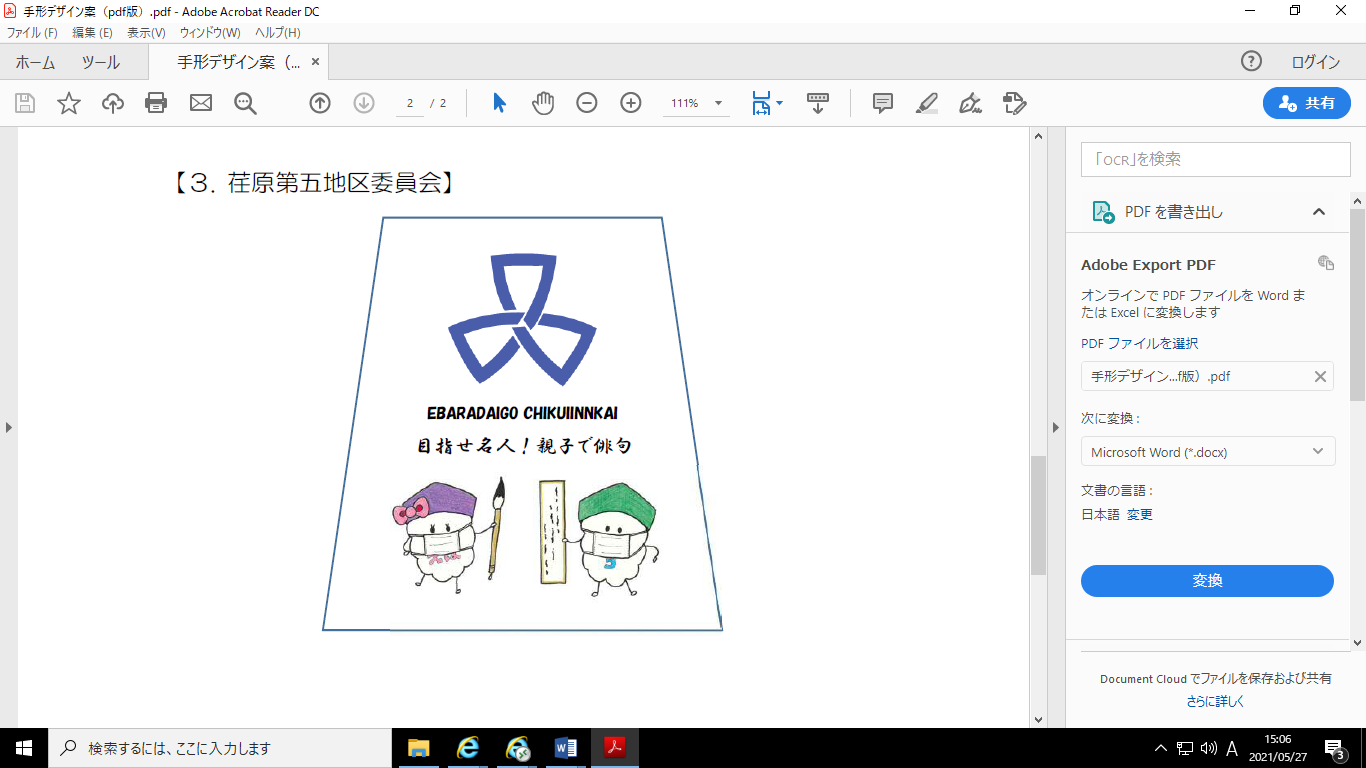 手形デザイン案（pdf版）.pdf - Adobe Acrobat Reader DC
ファイル(F) 編集(E) 表示(V) ウィンドウ(W) ヘルプ(H)
ホーム ツール 手形デザイン案（... × ログイン
2 / 2 111% 共有
【３．荏原第五地区委員会】
EBARADAIGO CHIKUIINNKAI
目指せ名人！親子で俳句
「OCR」を検索
PDF を書き出し
Adobe Export PDF
オンラインで PDF ファイルを Word ま
たは Excel に変換します
PDF ファイルを選択
手形デザイン...f版）.pdf
次に変換 :
Microsoft Word (*.docx)
文書の言語 :
日本語 変更
変換
Document Cloud でファイルを保存および共有
さらに詳しく
検索するには、ここに入力します
A 15:06
2021/05/27 3